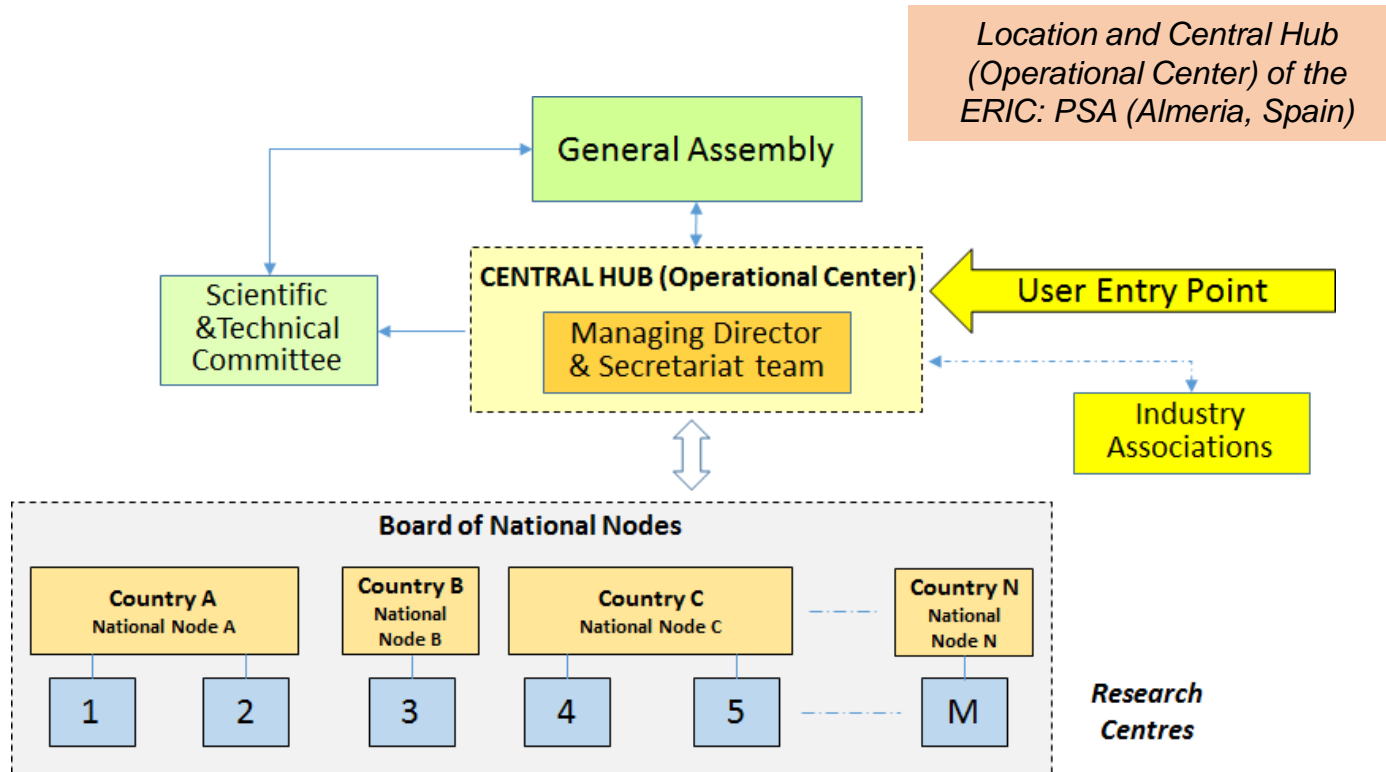 Location and Central Hub
(Operational Center) of the
ERIC: PSA (Almeria, Spain)
General Assembly
CENTRAL HUB (Operational Center)
Managing Director
& Secretariat team
User Entry Point
Scientific
&Technical
Committee
Industry
Associations
Board of National Nodes
Country A
National Node A
Country B
National
Node B
Country C
National Node C
Country N
National
Node N
1
2
3
4
5
M
Research
Centres